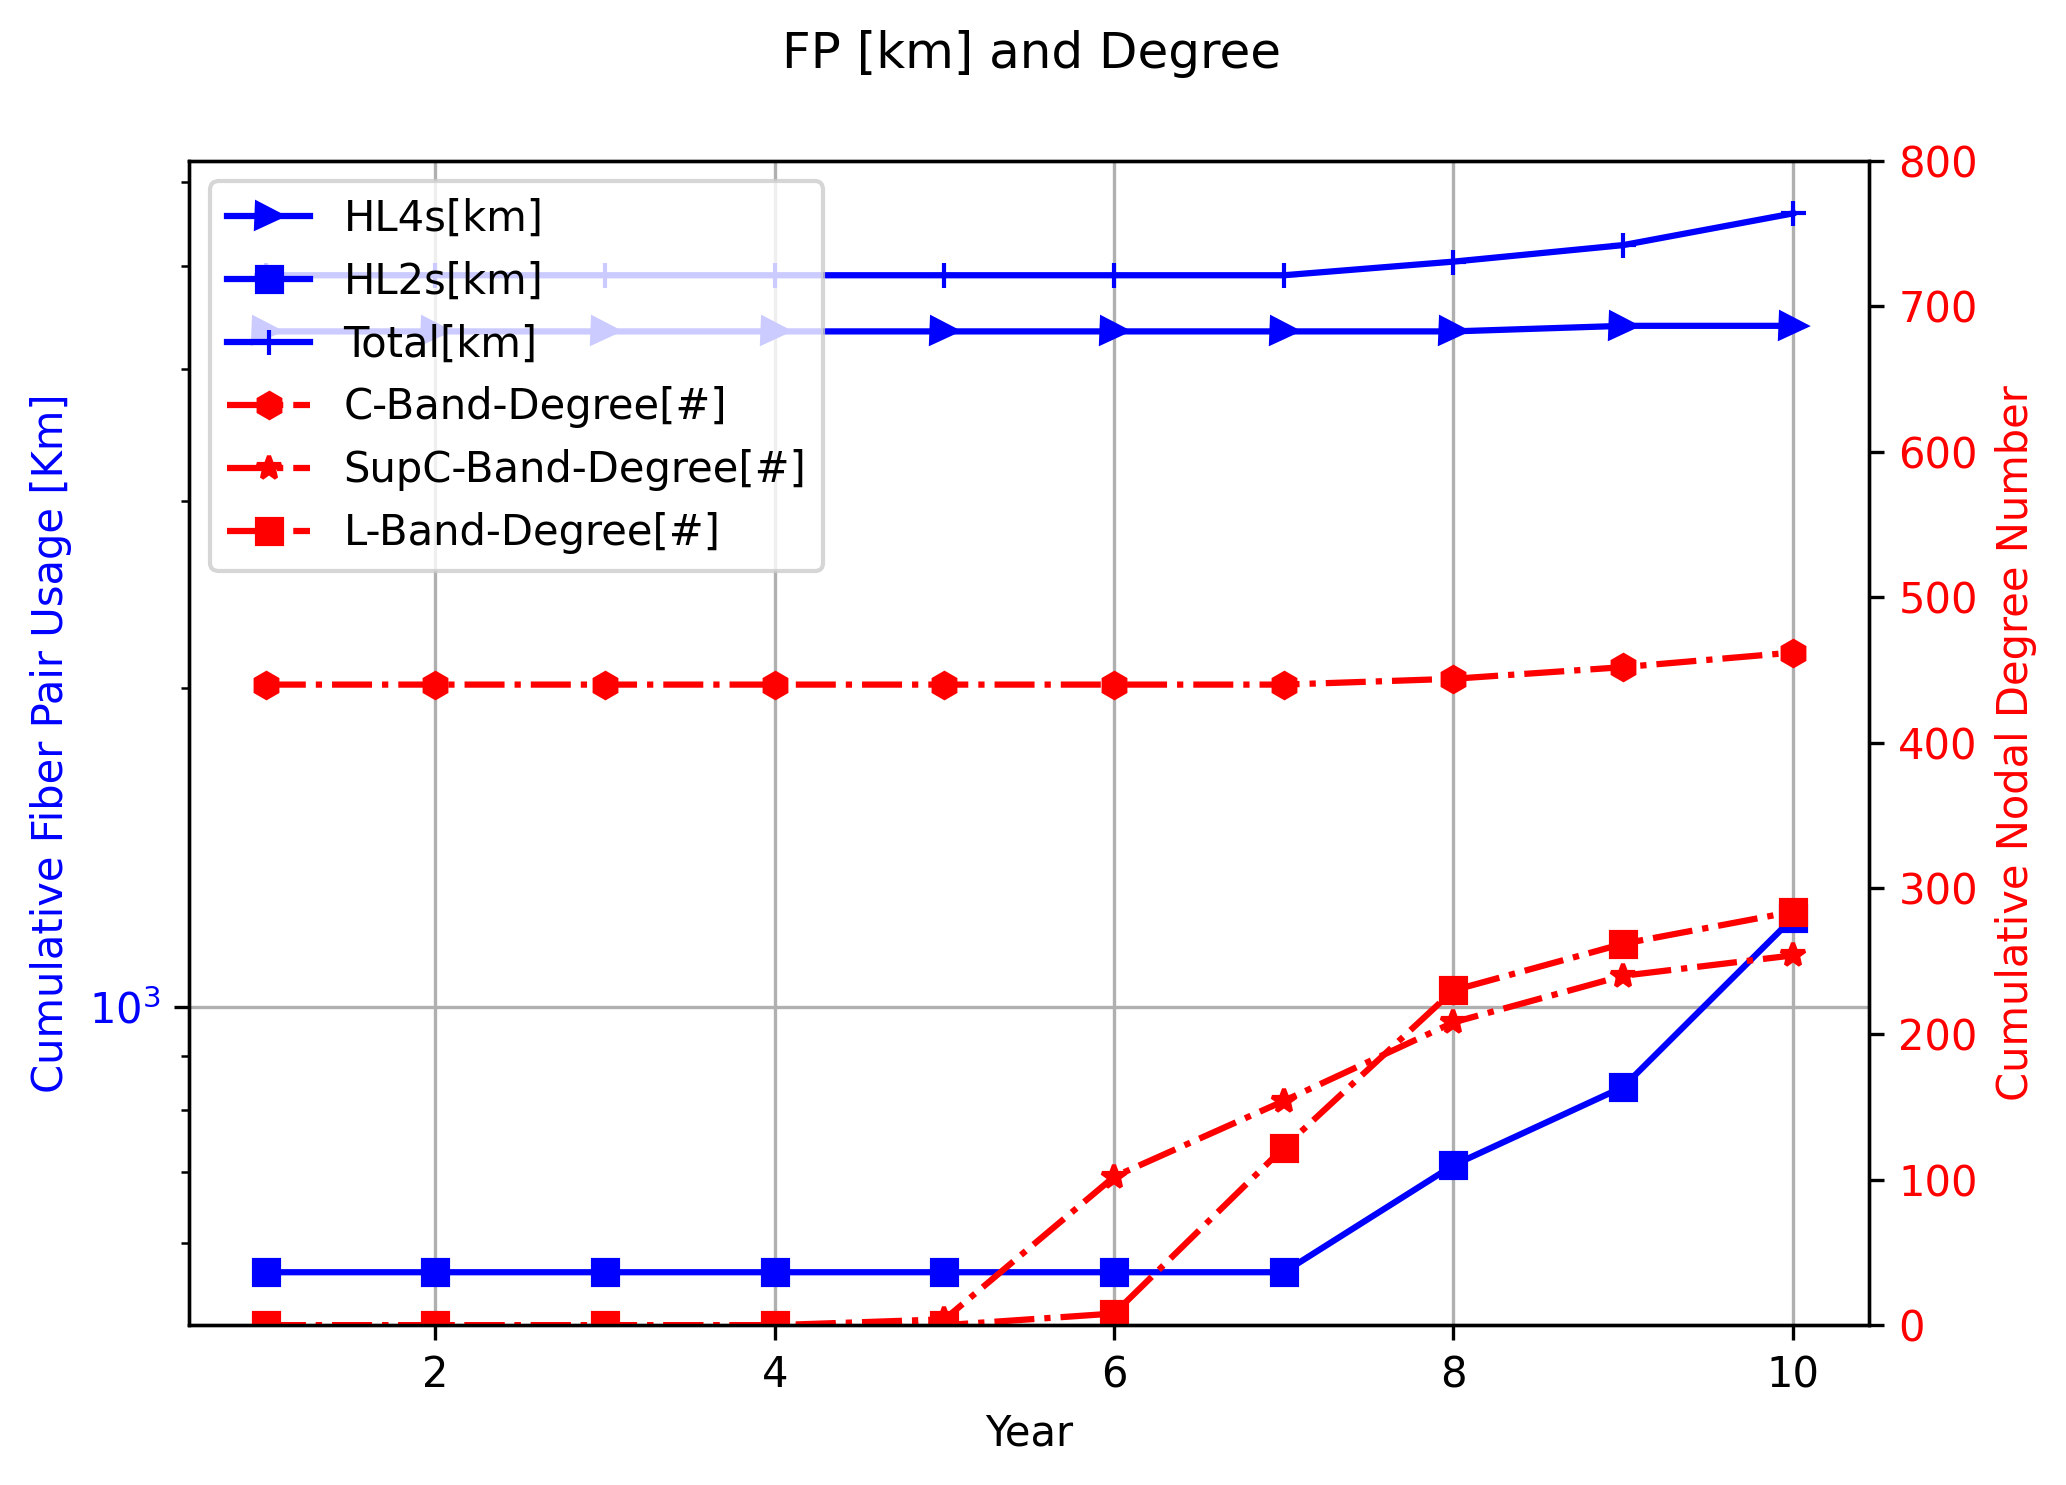 FP [km] and Degree
HL4s[km]
HL2s[km]
Total[km]
C-Band-Degree[#]
SupC-Band-Degree[#]
L-Band-Degree[#]
Cumulative Fiber Pair Usage [Km]
10³
800
700
600
500
400
300
200
100
0
Cumulative Nodal Degree Number
2 4 6 8 10
Year